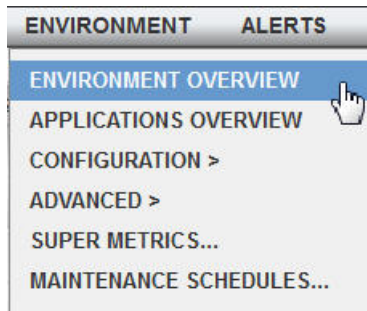 ENVIRONMENT ALERTS
ENVIRONMENT OVERVIEW
APPLICATIONS OVERVIEW
CONFIGURATION >
ADVANCED >
SUPER METRICS...
MAINTENANCE SCHEDULES...